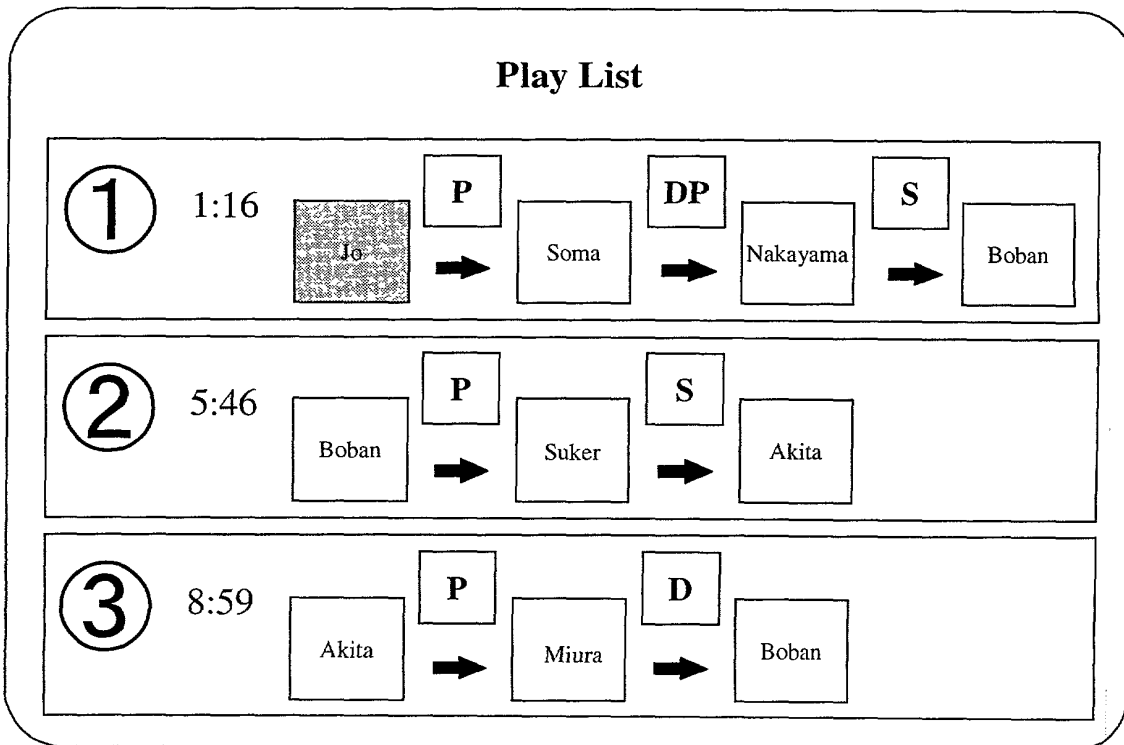 Play List
① 1:16 Jo P Soma DP Nakayama S Boban
② 5:46 Boban P Suker S Akita
③ 8:59 Akita P Miura D Boban